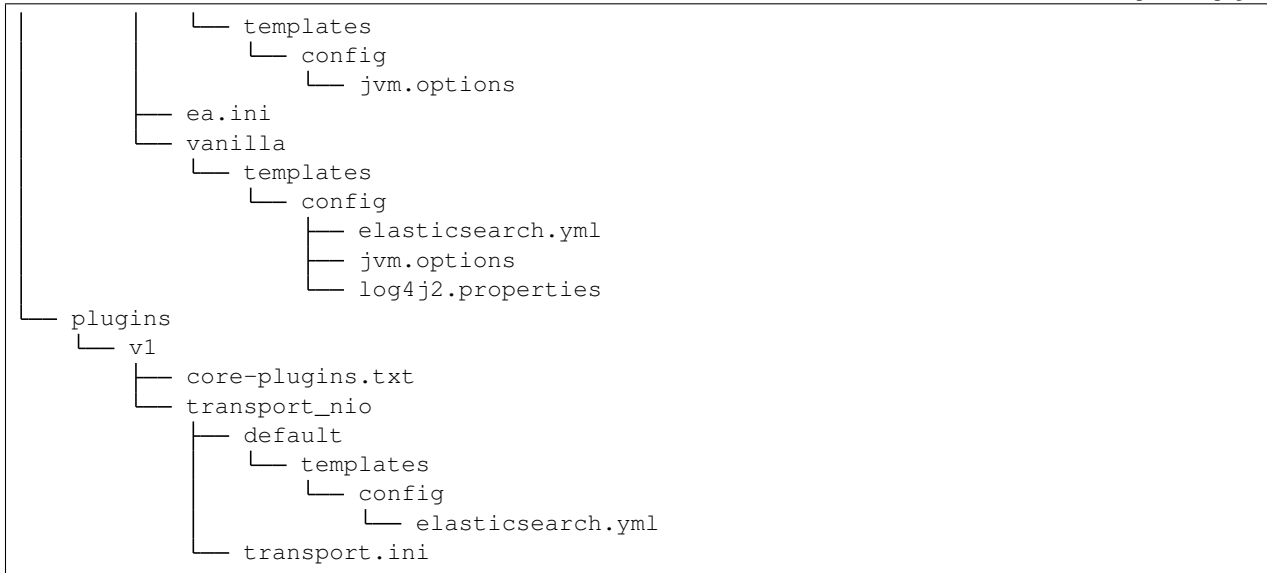 │       │   └── templates
│       │       └── config
│       │           └── jvm.options
│       ├── ea.ini
│       └── vanilla
│           └── templates
│               └── config
│                   ├── elasticsearch.yml
│                   ├── jvm.options
│                   └── log4j2.properties
└── plugins
    └── v1
        ├── core-plugins.txt
        └── transport_nio
            ├── default
            │   └── templates
            │       └── config
            │           └── elasticsearch.yml
            └── transport.ini